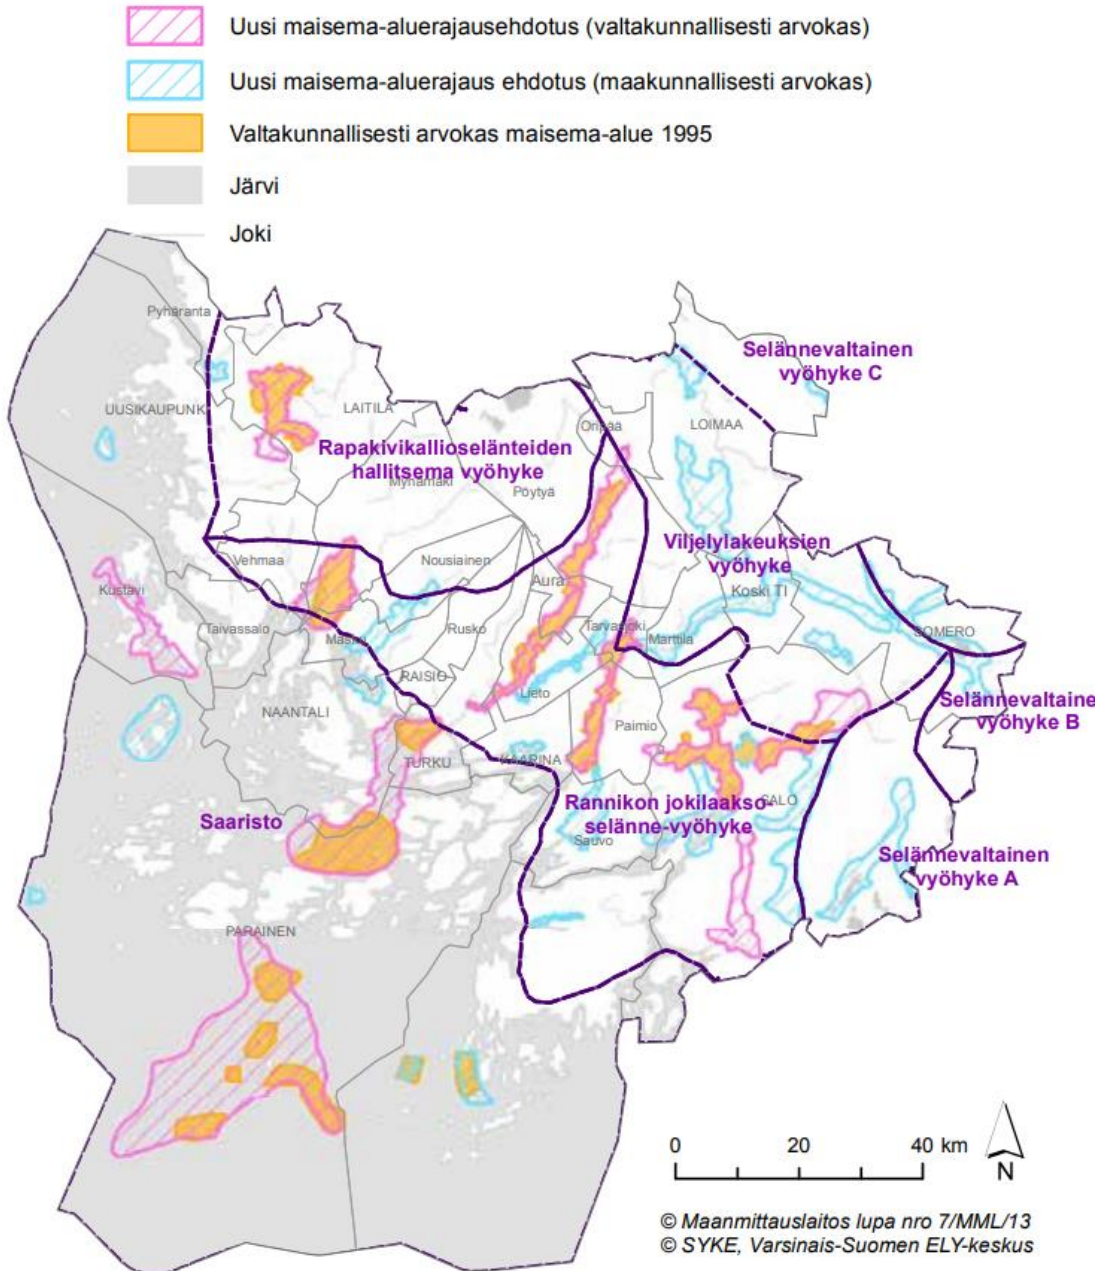 Uusi maisema-aluerajausehdotus (valtakunnallisesti arvokas)
Uusi maisema-aluerajaus ehdotus (maakunnallisesti arvokas)
Valtakunnallisesti arvokas maisema-alue 1995
Järvi
Joki
Pyhäranta
Selännevaltainen
vyöhyke C
UUSIKAUPUNK
LAITILA
LOIMAA
Oripää
Rapakivikallioselänteiden
hallitsema vyöhyke
Mynämäki
Pöytyä
Viljelylakeuksien
vyöhyke
Vehmaa
Nousiainen
Aura
Koski Tl
Kustavi
Taivassalo
Masku
Rusko
Tarvasjoki
Marttila
SOMERO
RAISIO
Lieto
Selännevaltaine
vyöhyke B
NAANTALI
Paimio
TURKU
KAARINA
Saaristo
Rannikon jokilaakso-
selänne-vyöhyke
SALO
Sauvo
Selännevaltainen
vyöhyke A
PARAINEN
0 20 40 km
N
© Maanmittauslaitos lupa nro 7/MML/13
© SYKE, Varsinais-Suomen ELY-keskus